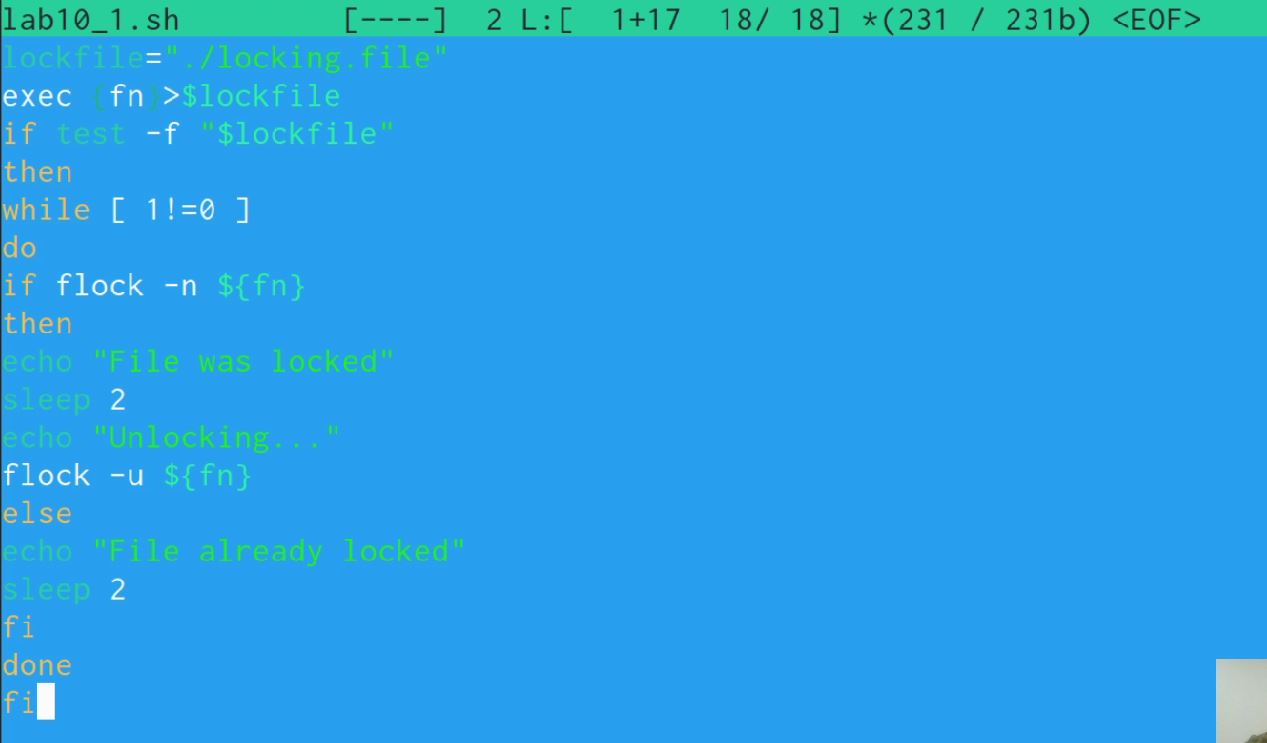 lab10_1.sh [----] 2 L:[ 1+17 18/ 18] *(231 / 231b) <EOF>
lockfile="./locking.file"
exec {fn}>$lockfile
if test -f "$lockfile"
then
while [ 1!=0 ]
do
if flock -n ${fn}
then
echo "File was locked"
sleep 2
echo "Unlocking..."
flock -u ${fn}
else
echo "File already locked"
sleep 2
fi
done
fi